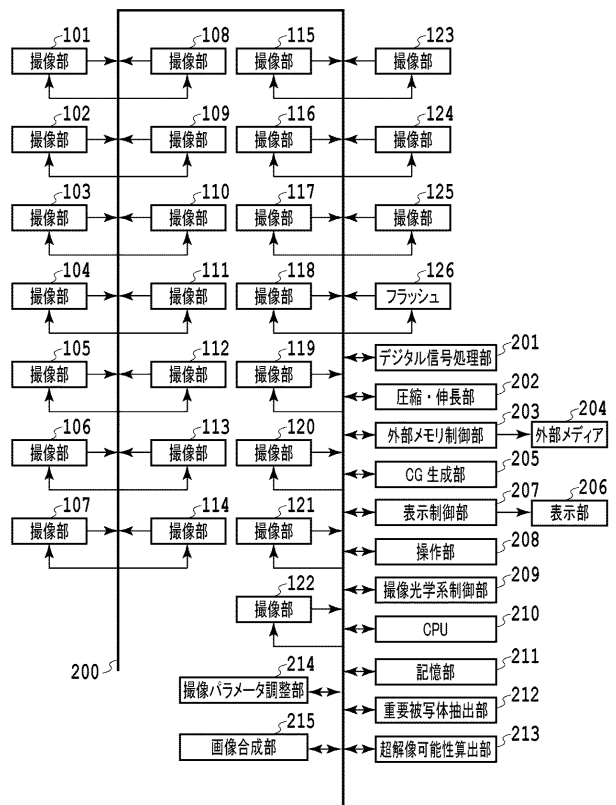 101 108 115 123
撮像部 撮像部 撮像部 撮像部
102 109 116 124
撮像部 撮像部 撮像部 撮像部
103 110 117 125
撮像部 撮像部 撮像部 撮像部
104 111 118 126
撮像部 撮像部 撮像部 フラッシュ
105 112 119 201
撮像部 撮像部 撮像部 デジタル信号処理部
202
圧縮・伸長部
106 113 120 203 204
撮像部 撮像部 撮像部 外部メモリ制御部 外部メディア
205
CG 生成部
107 114 121 207 206
撮像部 撮像部 撮像部 表示制御部 表示部
208
操作部
122 209
撮像部 撮像光学系制御部
210
CPU
200
214 211
撮像パラメータ調整部 記憶部
212
重要被写体抽出部
215 213
画像合成部 超解像可能性算出部